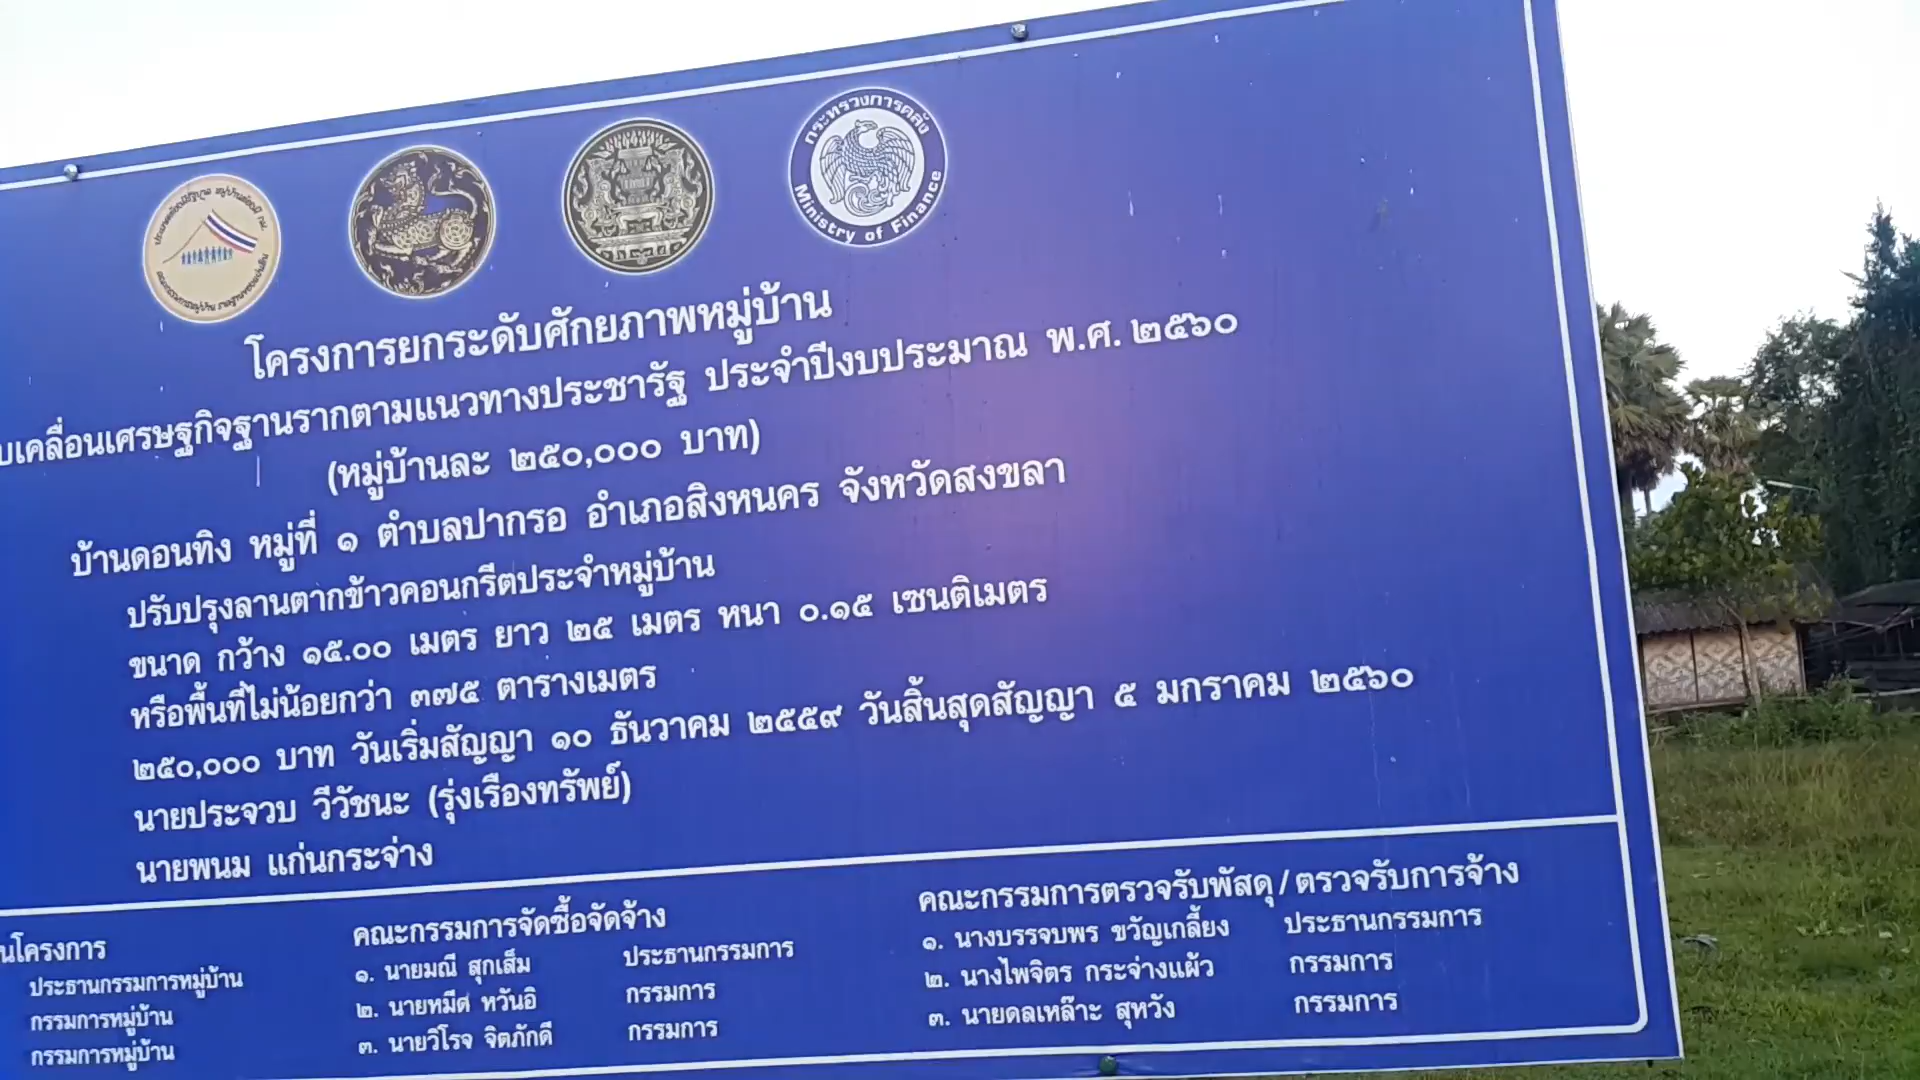 กระทรวงการคลัง
Ministry of Finance
โครงการยกระดับศักยภาพหมู่บ้าน
บเคลื่อนเศรษฐกิจฐานรากตามแนวทางประชารัฐ ประจำปีงบประมาณ พ.ศ. ๒๕๖๐
(หมู่บ้านละ ๒๕๐,๐๐๐ บาท)
บ้านดอนทิง หมู่ที่ ๑ ตำบลปากรอ อำเภอสิงหนคร จังหวัดสงขลา
ปรับปรุงลานตากข้าวคอนกรีตประจำหมู่บ้าน
ขนาด กว้าง ๑๕.๐๐ เมตร ยาว ๒๕ เมตร หนา ๐.๑๕ เซนติเมตร
หรือพื้นที่ไม่น้อยกว่า ๓๗๕ ตารางเมตร
๒๕๐,๐๐๐ บาท วันเริ่มสัญญา ๑๐ ธันวาคม ๒๕๕๙ วันสิ้นสุดสัญญา ๕ มกราคม ๒๕๖๐
นายประจวบ วีวัชนะ (รุ่งเรืองทรัพย์)
นายพนม แก่นกระจ่าง
นโครงการ
ประธานกรรมการหมู่บ้าน
กรรมการหมู่บ้าน
กรรมการหมู่บ้าน
คณะกรรมการจัดซื้อจัดจ้าง
๑. นายมณี สุกเส็ม ประธานกรรมการ
๒. นายหมีด หวันอิ กรรมการ
๓. นายวิโรจ จิตภักดี กรรมการ
คณะกรรมการตรวจรับพัสดุ / ตรวจรับการจ้าง
๑. นางบรรจบพร ขวัญเกลี้ยง ประธานกรรมการ
๒. นางไพจิตร กระจ่างแผ้ว กรรมการ
๓. นายดลเหล๊าะ สุหวัง กรรมการ